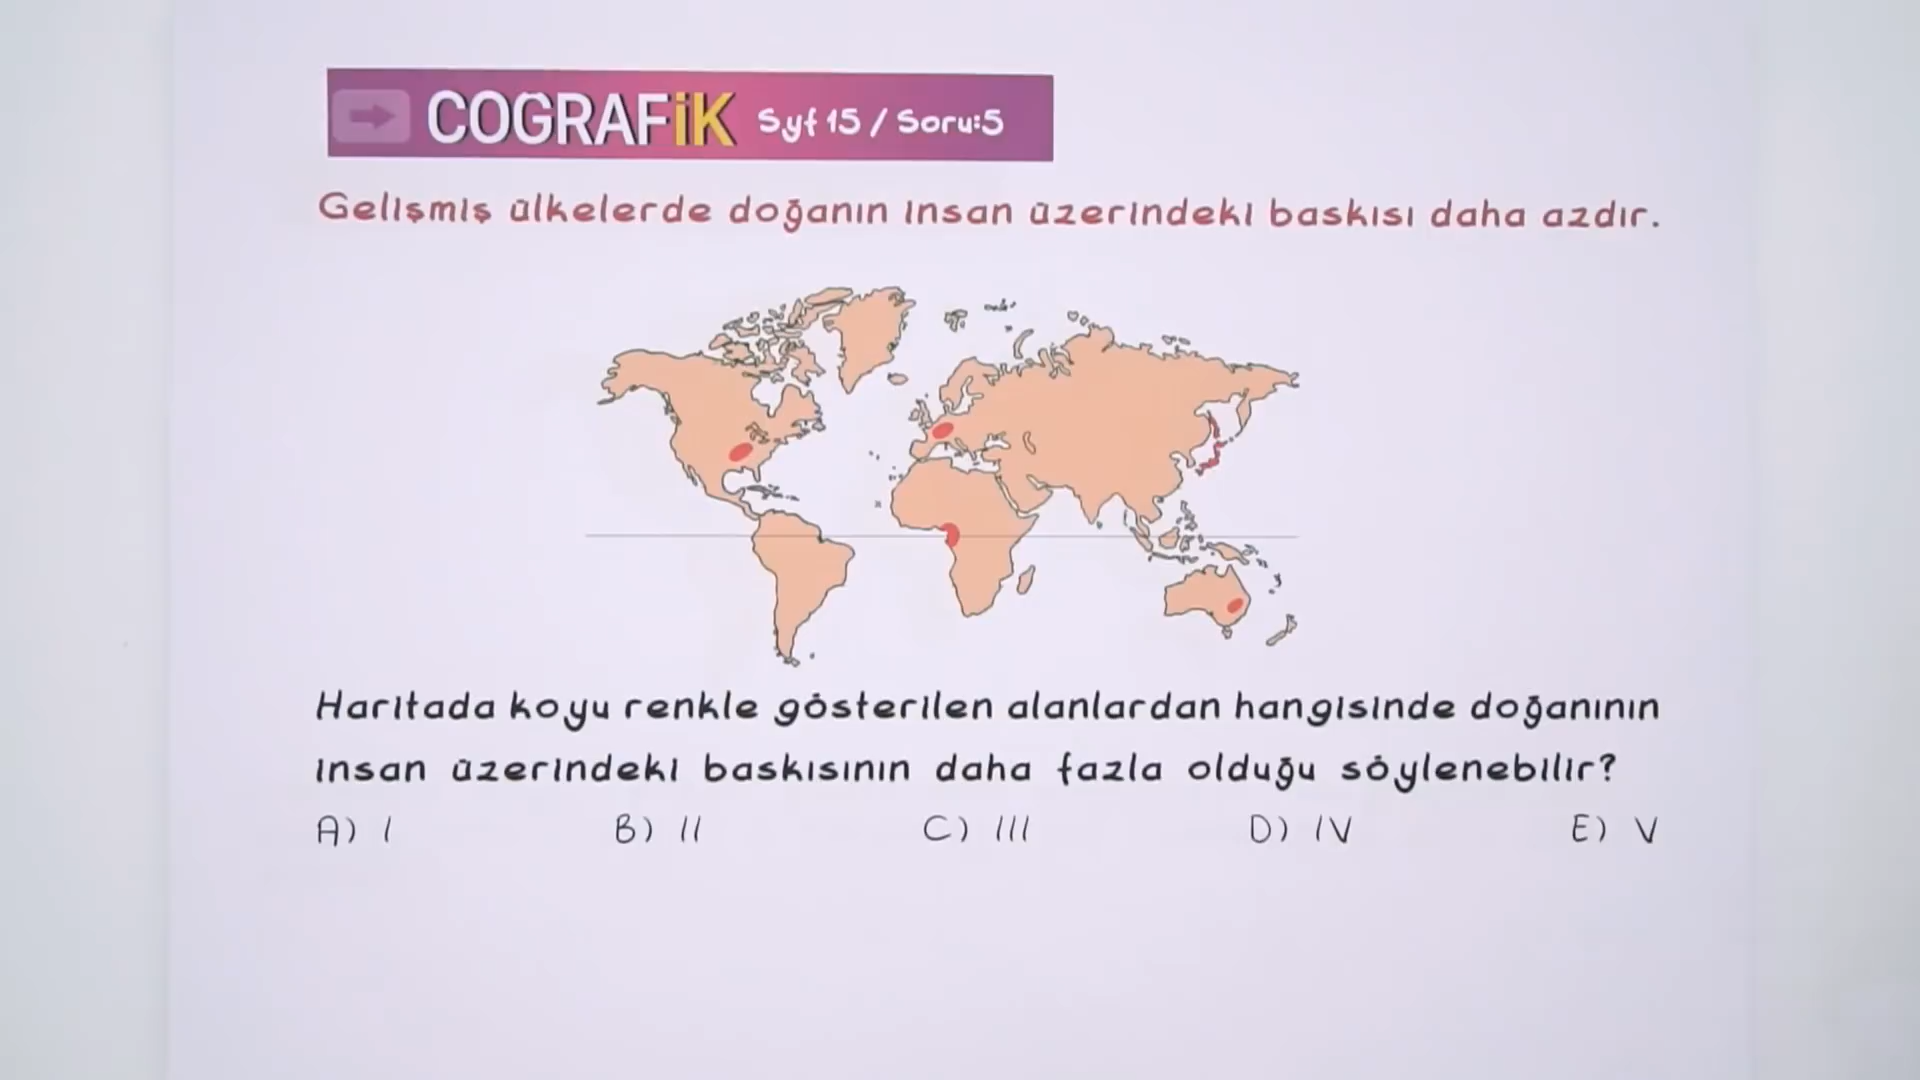 COĞRAFİK Syf 15 / Soru:5
Gelişmiş ülkelerde doğanın insan üzerindeki baskısı daha azdır.
Haritada koyu renkle gösterilen alanlardan hangisinde doğanının
insan üzerindeki baskısının daha fazla olduğu söylenebilir?
A) I B) II C) III D) IV E) V